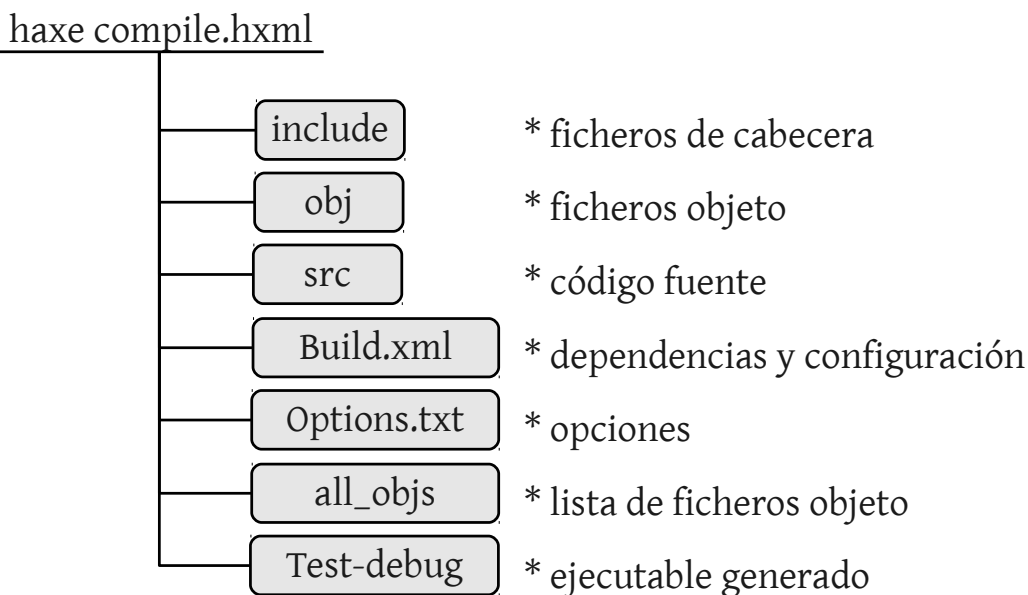 haxe compile.hxml
include * ficheros de cabecera
obj * ficheros objeto
src * código fuente
Build.xml * dependencias y configuración
Options.txt * opciones
all_objs * lista de ficheros objeto
Test-debug * ejecutable generado